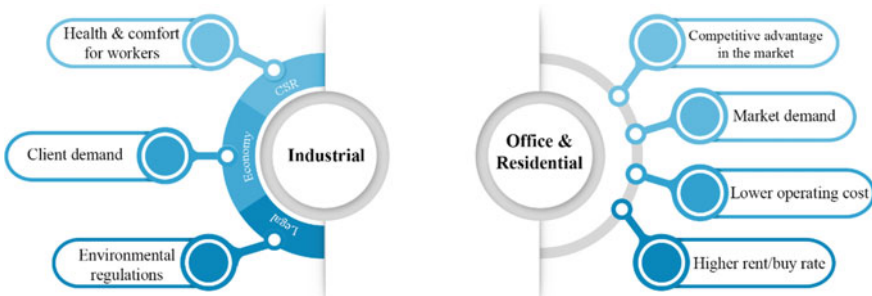 Health & comfort
for workers
CSR
Client demand
Economy
Industrial
Environmental
regulations
Legal
Competitive advantage
in the market
Market demand
Office &
Residential
Lower operating cost
Higher rent/buy rate